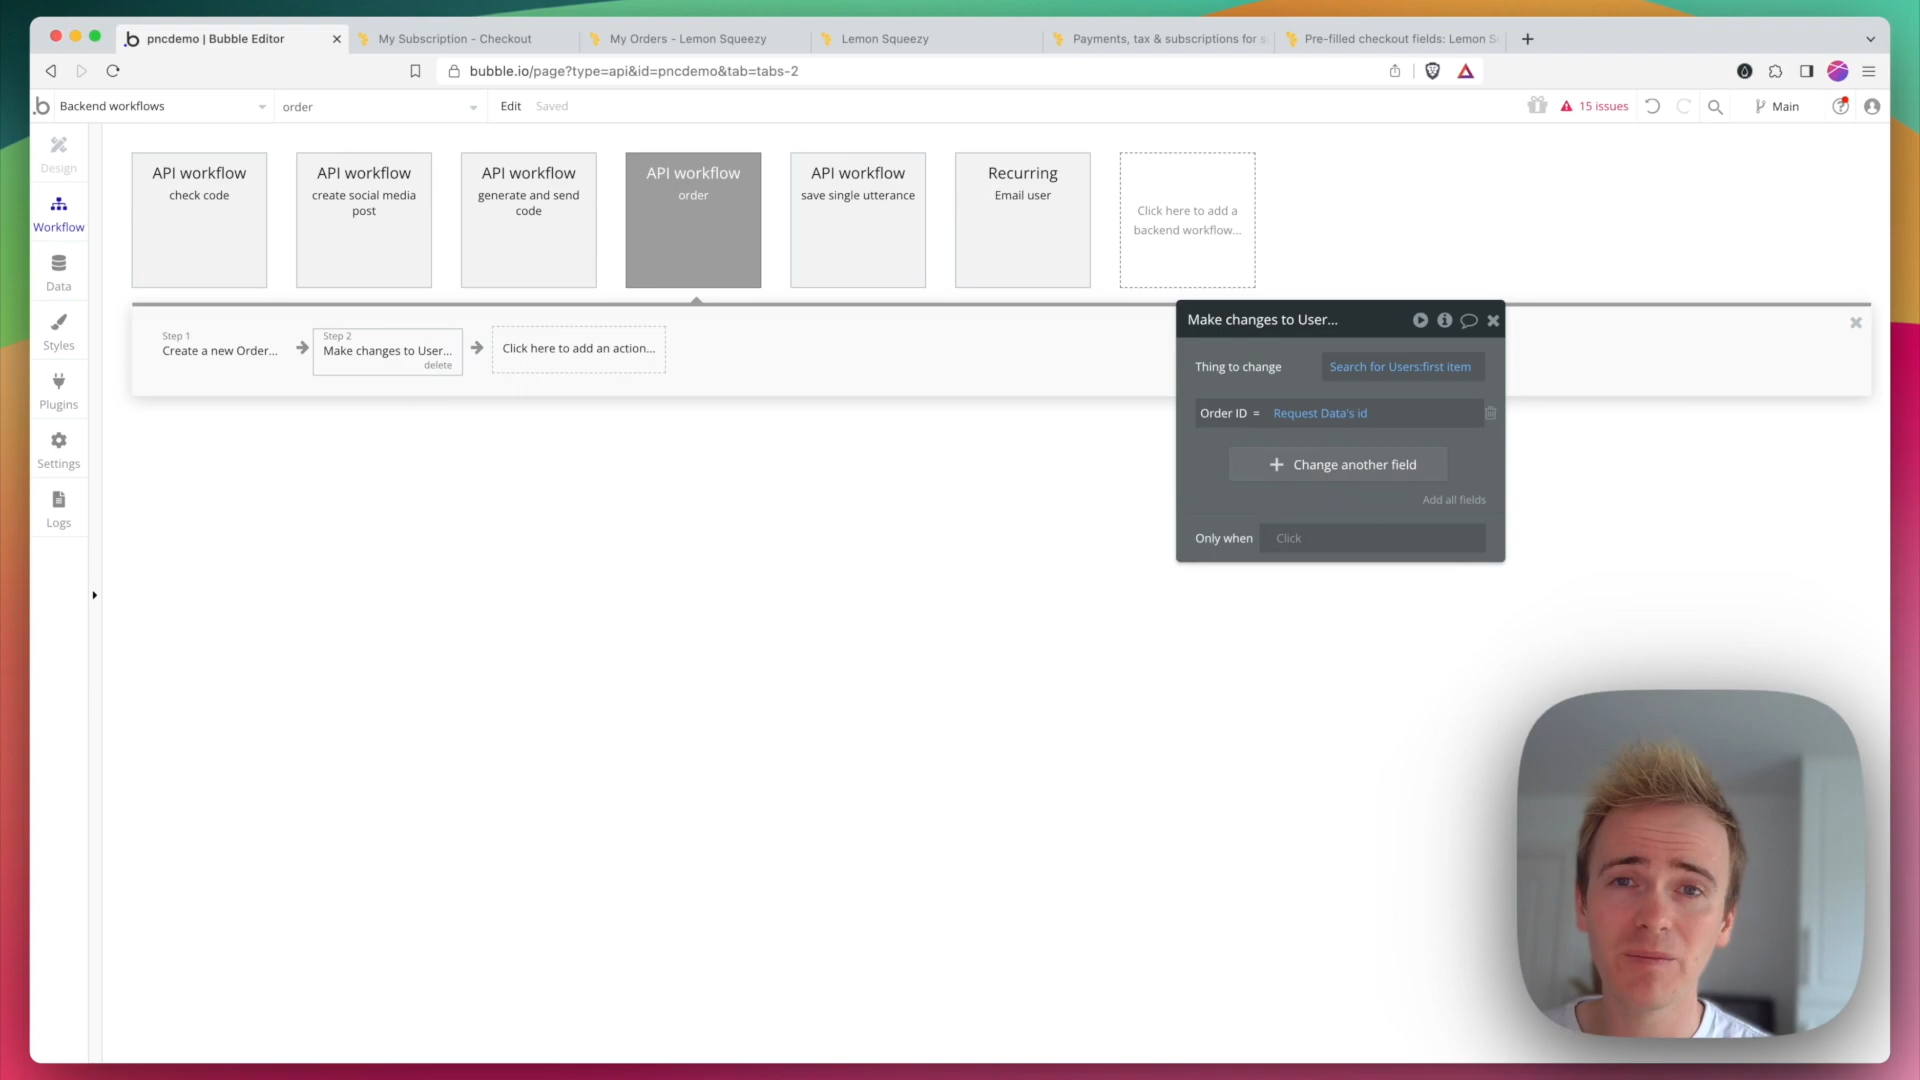 pncdemo | Bubble Editor
My Subscription - Checkout
My Orders - Lemon Squeezy
Lemon Squeezy
Payments, tax & subscriptions for s
Pre-filled checkout fields: Lemon S
bubble.io/page?type=api&id=pncdemo&tab=tabs-2
Backend workflows
order
Edit
Saved
15 issues
Main
Design
Workflow
Data
Styles
Plugins
Settings
Logs
API workflow
check code
API workflow
create social media
post
API workflow
generate and send
code
API workflow
order
API workflow
save single utterance
Recurring
Email user
Click here to add a
backend workflow...
Step 1
Create a new Order...
Step 2
Make changes to User...
delete
Click here to add an action...
Make changes to User...
Thing to change
Search for Users:first item
Order ID =
Request Data's id
Change another field
Add all fields
Only when
Click